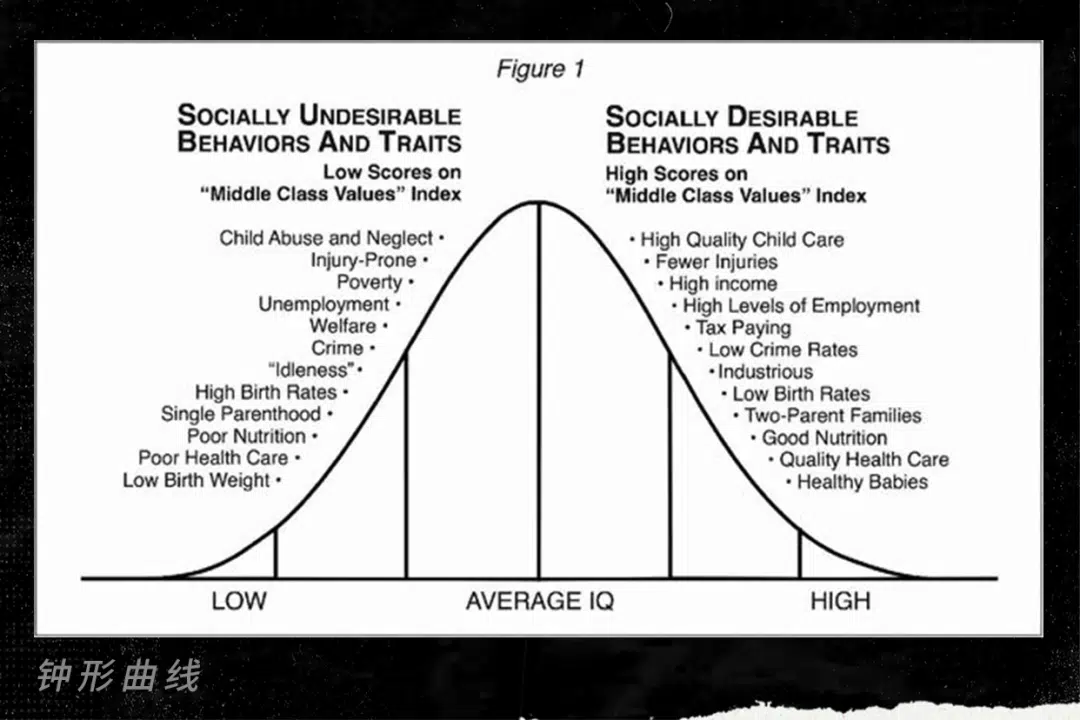 Figure 1
SOCIALLY UNDESIRABLE
BEHAVIORS AND TRAITS
Low Scores on
“Middle Class Values” Index
Child Abuse and Neglect •
Injury-Prone •
Poverty •
Unemployment •
Welfare •
Crime •
“Idleness” •
High Birth Rates •
Single Parenthood •
Poor Nutrition •
Poor Health Care •
Low Birth Weight •
SOCIALLY DESIRABLE
BEHAVIORS AND TRAITS
High Scores on
“Middle Class Values” Index
• High Quality Child Care
• Fewer Injuries
• High income
• High Levels of Employment
• Tax Paying
• Low Crime Rates
• Industrious
• Low Birth Rates
• Two-Parent Families
• Good Nutrition
• Quality Health Care
• Healthy Babies
LOW
AVERAGE IQ
HIGH
钟形曲线